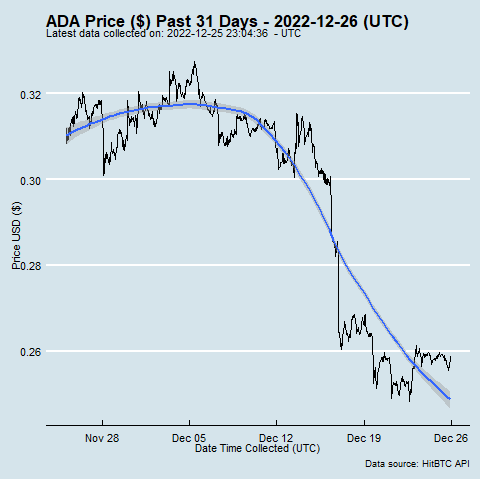 ADA Price ($) Past 31 Days - 2022-12-26 (UTC)
Latest data collected on: 2022-12-25 23:04:36  - UTC
0.32
0.30
0.28
0.26
Price USD ($)
Nov 28
Dec 05
Dec 12
Dec 19
Dec 26
Date Time Collected (UTC)
Data source: HitBTC API